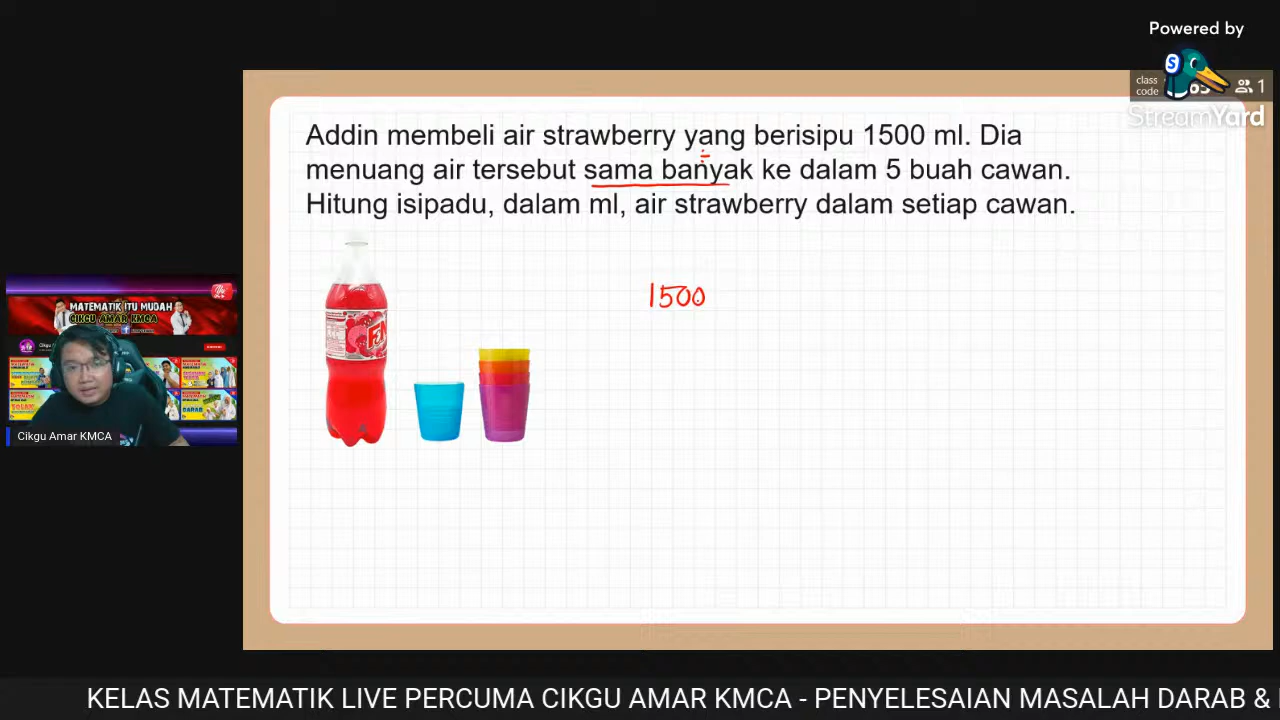 Powered by
class
code
1
StreamYard
Addin membeli air strawberry yang berisipu 1500 ml. Dia
÷
menuang air tersebut sama banyak ke dalam 5 buah cawan.
Hitung isipadu, dalam ml, air strawberry dalam setiap cawan.
1500
MATEMATIK ITU MUDAH
CIKGU AMAR KMCA
Cikgu Amar KMCA
KELAS MATEMATIK LIVE PERCUMA CIKGU AMAR KMCA - PENYELESAIAN MASALAH DARAB &